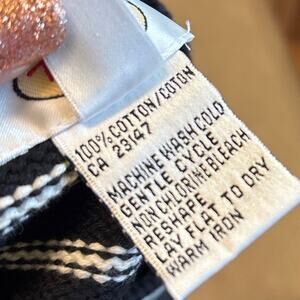 100% COTTON/COTON
CA 23147
MACHINE WASH COLD
GENTLE CYCLE
NON CHLORINE BLEACH
RESHAPE
LAY FLAT TO DRY
WARM IRON